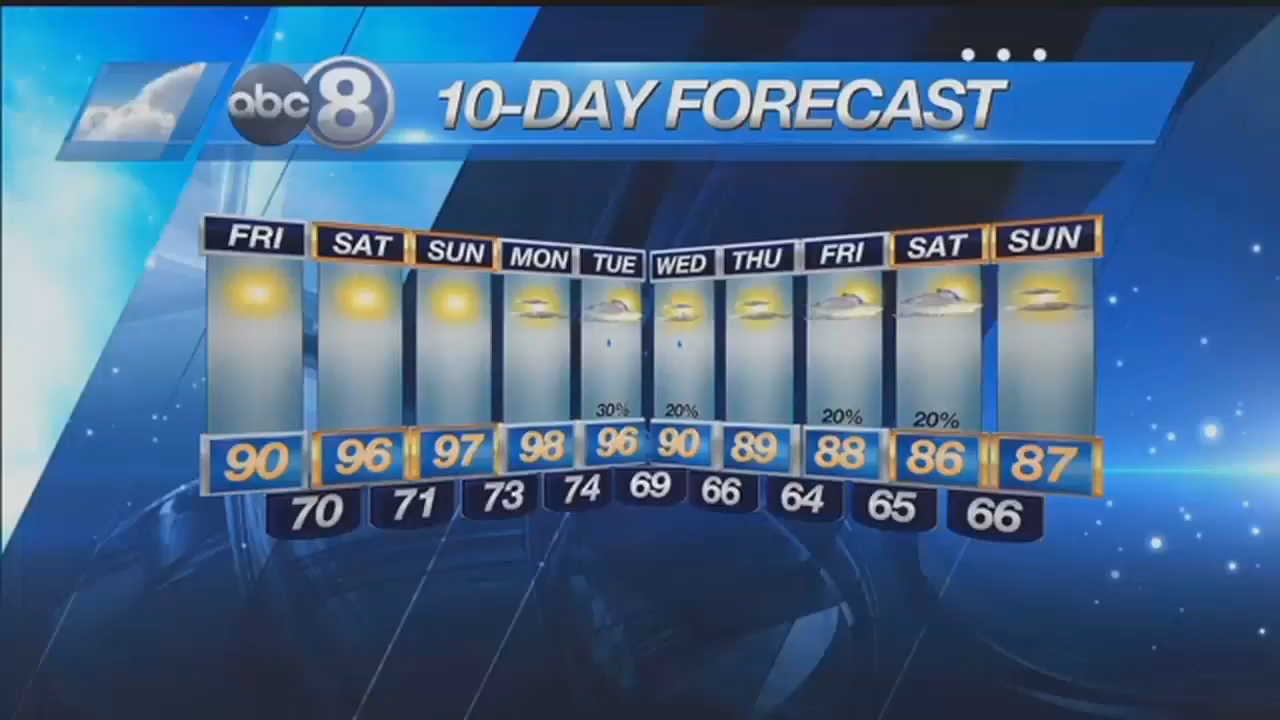 abc 8 10-DAY FORECAST
FRI SAT SUN MON TUE WED THU FRI SAT SUN
30% 20% 20% 20%
90 96 97 98 96 90 89 88 86 87
70 71 73 74 69 66 64 65 66